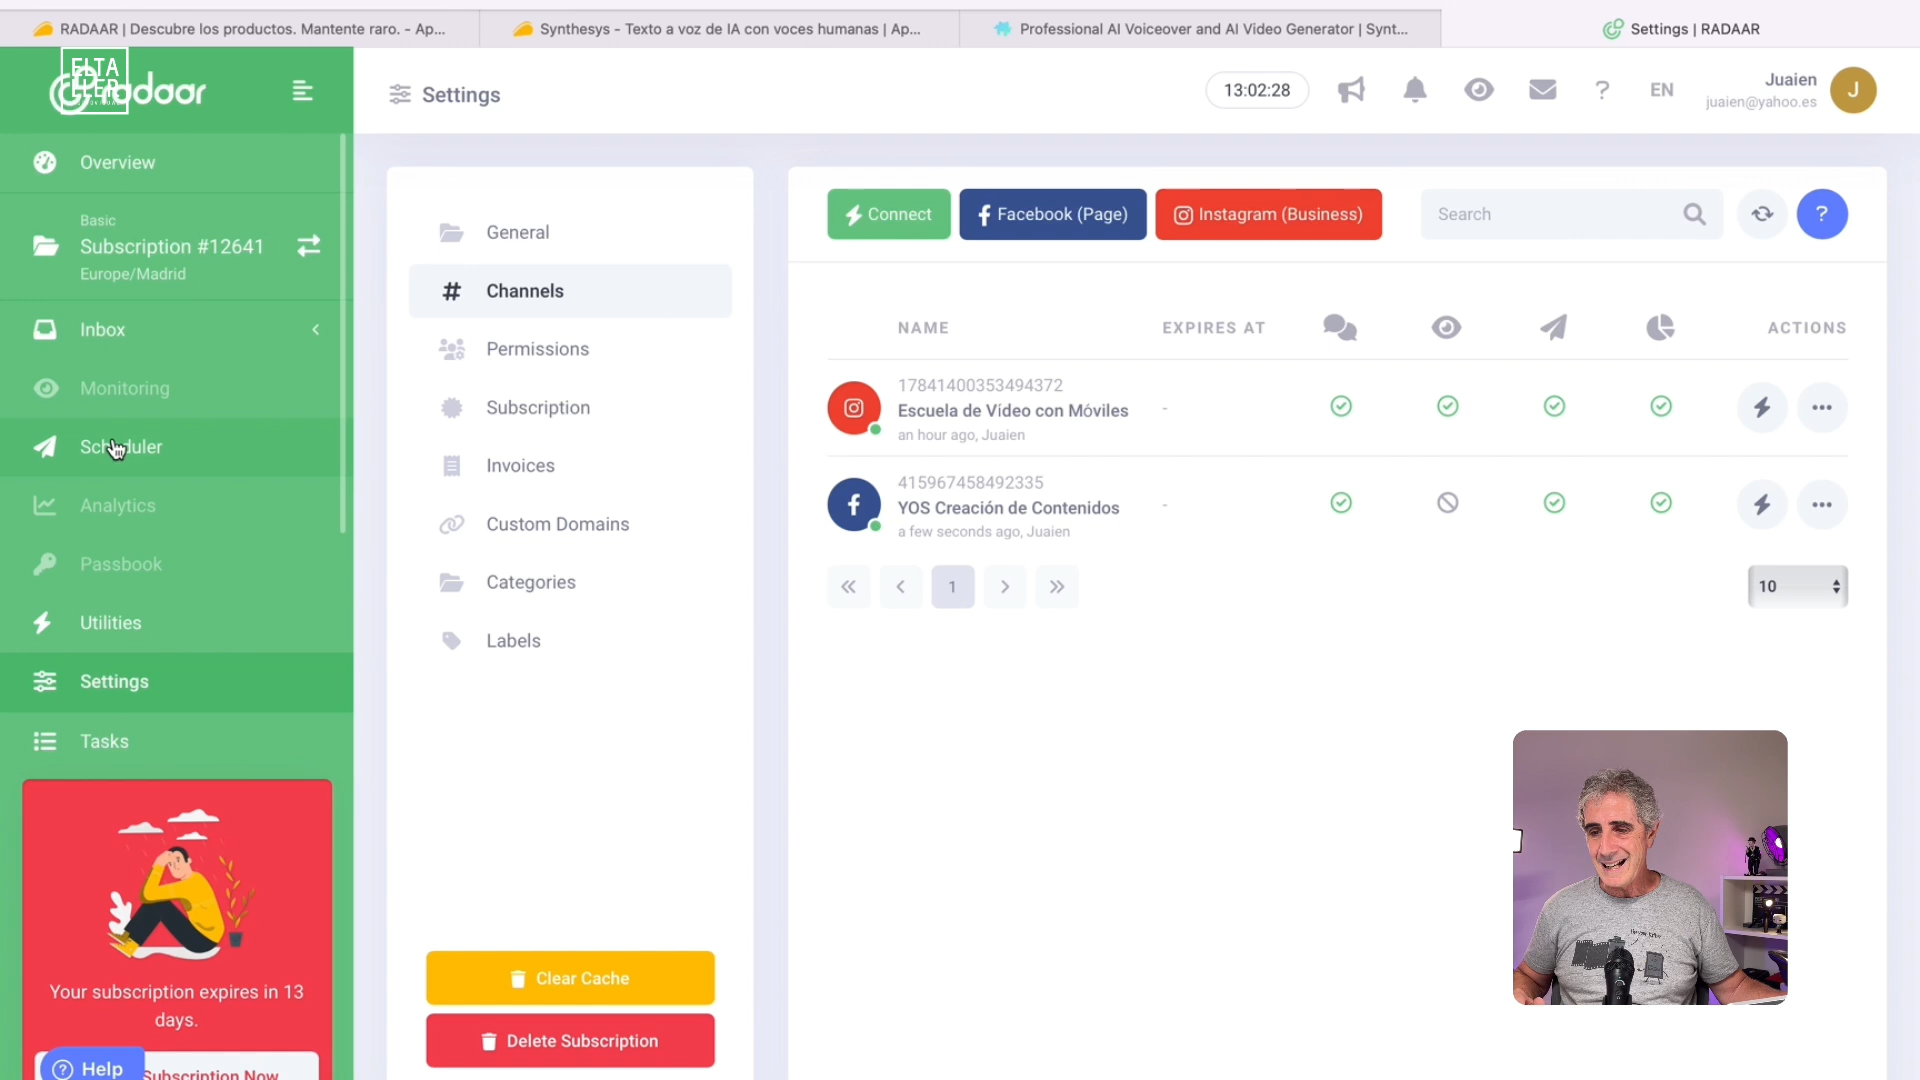 RADAAR | Descubre los productos. Mantente raro. - Ap...
Synthesys - Texto a voz de IA con voces humanas | Ap...
Professional AI Voiceover and AI Video Generator | Synt...
Settings | RADAAR
ELTA
LLER
radaar
Settings
13:02:28
?
EN
Juaien
juaien@yahoo.es
J
Overview
Basic
Subscription #12641
Europe/Madrid
Inbox
Monitoring
Scheduler
Analytics
Passbook
Utilities
Settings
Tasks
Your subscription expires in 13
days.
Subscription Now
? Help
General
# Channels
Permissions
Subscription
Invoices
Custom Domains
Categories
Labels
Clear Cache
Delete Subscription
Connect
Facebook (Page)
Instagram (Business)
Search
?
NAME
EXPIRES AT
ACTIONS
17841400353494372
Escuela de Vídeo con Móviles
-
an hour ago, Juaien
415967458492335
YOS Creación de Contenidos
-
a few seconds ago, Juaien
« ‹ 1 › »
10